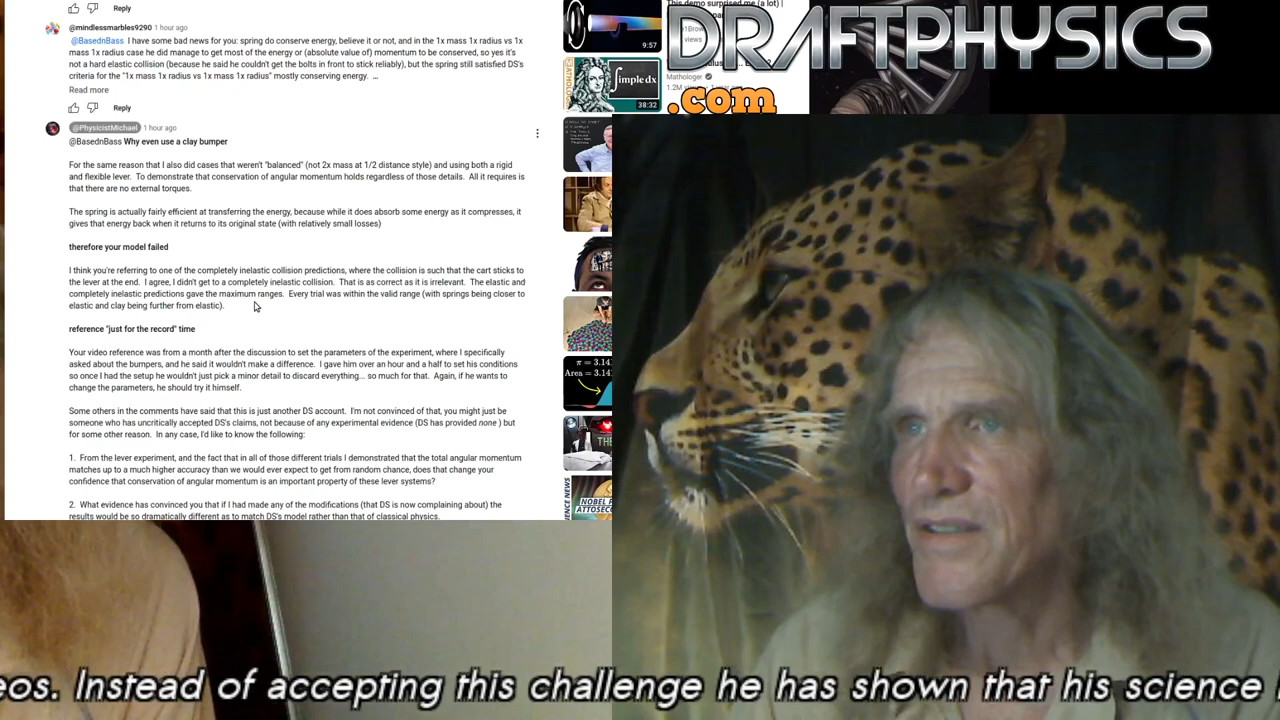 Reply
@mindlessmarbles9290 1 hour ago
@BasednBass I have some bad news for you: spring do conserve energy, believe it or not, and in the 1x mass 1x radius vs 1x
mass 1x radius case he did manage to get most of the energy or (absolute value of) momentum to be conserved, so yes it's
not a hard elastic collision (because he said he couldn't get the bolts in front to stick reliably), but the spring still satisfied DS's
criteria for the "1x mass 1x radius vs 1x mass 1x radius" mostly conserving energy. ...
Read more
Reply
@PhysicistMichael 1 hour ago
@BasednBass Why even use a clay bumper
For the same reason that I also did cases that weren't "balanced" (not 2x mass at 1/2 distance style) and using both a rigid
and flexible lever. To demonstrate that conservation of angular momentum holds regardless of those details. All it requires is
that there are no external torques.
The spring is actually fairly efficient at transferring the energy, because while it does absorb some energy as it compresses, it
gives that energy back when it returns to its original state (with relatively small losses)
therefore your model failed
I think you're referring to one of the completely inelastic collision predictions, where the collision is such that the cart sticks to
the lever at the end. I agree, I didn't get to a completely inelastic collision. That is as correct as it is irrelevant. The elastic and
completely inelastic predictions gave the maximum ranges. Every trial was within the valid range (with springs being closer to
elastic and clay being further from elastic).
reference "just for the record" time
Your video reference was from a month after the discussion to set the parameters of the experiment, where I specifically
asked about the bumpers, and he said it wouldn't make a difference. I gave him over an hour and a half to set his conditions
so once I had the setup he wouldn't just pick a minor detail to discard everything... so much for that. Again, if he wants to
change the parameters, he should try it himself.
Some others in the comments have said that this is just another DS account. I'm not convinced of that, you might just be
someone who has uncritically accepted DS's claims, not because of any experimental evidence (DS has provided none ) but
for some other reason. In any case, I'd like to know the following:
1. From the lever experiment, and the fact that in all of those different trials I demonstrated that the total angular momentum
matches up to a much higher accuracy than we would ever expect to get from random chance, does that change your
confidence that conservation of angular momentum is an important property of these lever systems?
2. What evidence has convinced you that if I had made any of the modifications (that DS is now complaining about) the
results would be so dramatically different as to match DS's model rather than that of classical physics.
9:57
This demo surprised me (a lot) |
views
∫imple dx
38:32
Mathologer
1.2M
π = 3.14
Area = 3.1
THE
NOBEL
ATTOSEC
DRAFTPHYSICS
.com
eos. Instead of accepting this challenge he has shown that his science